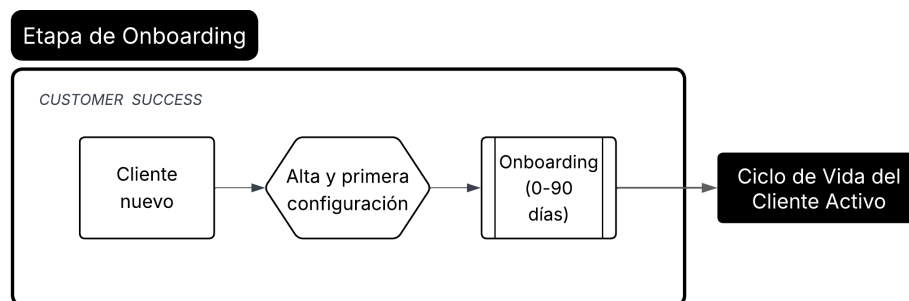 Etapa de Onboarding
CUSTOMER SUCCESS
Cliente
nuevo
Alta y primera
configuración
Onboarding
(0-90
días)
Ciclo de Vida del
Cliente Activo